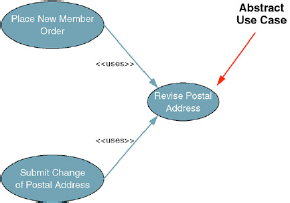 Place New Member
Order
Abstract
Use Case
<<uses>>
Revise Postal
Address
<<uses>>
Submit Change
of Postal Address